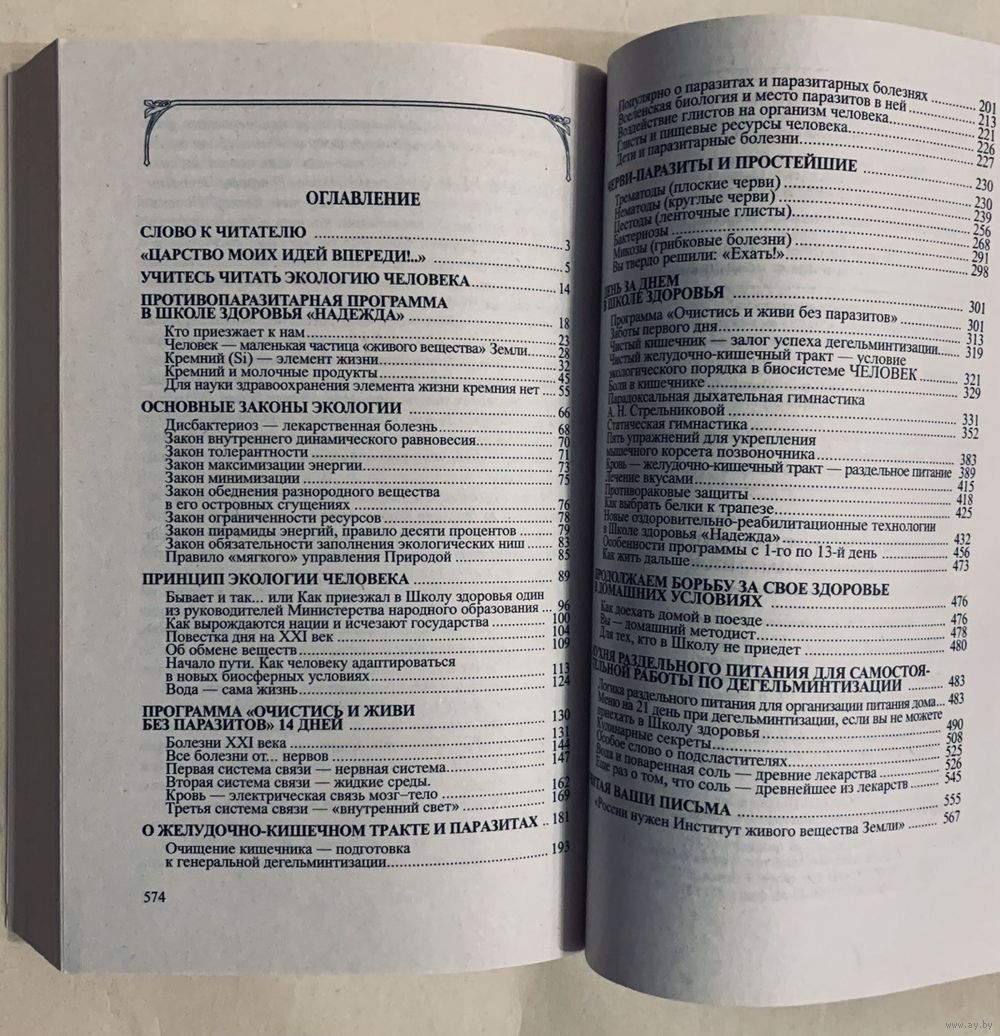 ОГЛАВЛЕНИЕ
СЛОВО К ЧИТАТЕЛЮ ........ 3
«ЦАРСТВО МОИХ ИДЕЙ ВПЕРЕДИ!..» ........ 5
УЧИТЕСЬ ЧИТАТЬ ЭКОЛОГИЮ ЧЕЛОВЕКА ........ 14
ПРОТИВОПАРАЗИТАРНАЯ ПРОГРАММА
В ШКОЛЕ ЗДОРОВЬЯ «НАДЕЖДА» ........ 18
Кто приезжает к нам ........ 23
Человек — маленькая частица «живого вещества» Земли ........ 28
Кремний (Si) — элемент жизни ........ 32
Кремний и молочные продукты ........ 45
Для науки здравоохранения элемента жизни кремния нет ... 55
ОСНОВНЫЕ ЗАКОНЫ ЭКОЛОГИИ ........ 66
Дисбактериоз — лекарственная болезнь ........ 68
Закон внутреннего динамического равновесия ........ 70
Закон толерантности ........ 71
Закон максимизации энергии ........ 73
Закон минимизации ........ 75
Закон обеднения разнородного вещества
в его островных сгущениях ........ 76
Закон ограниченности ресурсов ........ 78
Закон пирамиды энергий, правило десяти процентов ........ 79
Закон обязательности заполнения экологических ниш ........ 83
Правило «мягкого» управления Природой ........ 85
ПРИНЦИП ЭКОЛОГИИ ЧЕЛОВЕКА ........ 89
Бывает и так... или Как приезжал в Школу здоровья один
из руководителей Министерства народного образования ... 96
Как вырождаются нации и исчезают государства ........ 100
Повестка дня на XXI век ........ 104
Об обмене веществ ........ 109
Начало пути. Как человеку адаптироваться
в новых биосферных условиях ........ 113
Вода — сама жизнь ........ 124
ПРОГРАММА «ОЧИСТИСЬ И ЖИВИ
БЕЗ ПАРАЗИТОВ» 14 ДНЕЙ ........ 130
Болезни XXI века ........ 131
Все болезни от... нервов ........ 144
Первая система связи — нервная система ........ 147
Вторая система связи — жидкие среды.
Кровь — электрическая связь мозг–тело ........ 162
Третья система связи — «внутренний свет» ........ 169
О ЖЕЛУДОЧНО-КИШЕЧНОМ ТРАКТЕ И ПАРАЗИТАХ .. 181
Очищение кишечника — подготовка
к генеральной дегельминтизации ........ 193
574
Популярно о паразитах и паразитарных болезнях ........ 201
Вселенская биология и место паразитов в ней ........ 213
Воздействие глистов на организм человека ........ 221
Глисты и пищевые ресурсы человека ........ 226
Дети и паразитарные болезни ........ 227
ЧЕРВИ-ПАРАЗИТЫ И ПРОСТЕЙШИЕ ........ 230
Трематоды (плоские черви) ........ 230
Нематоды (круглые черви) ........ 239
Цестоды (ленточные глисты) ........ 256
Бактериозы ........ 268
Микозы (грибковые болезни) ........ 291
Вы твердо решили: «Ехать!» ........ 298
ДЕНЬ ЗА ДНЕМ
В ШКОЛЕ ЗДОРОВЬЯ ........ 301
Программа «Очистись и живи без паразитов» ........ 301
Заботы первого дня ........ 313
Чистый кишечник — залог успеха дегельминтизации ........ 319
Чистый желудочно-кишечный тракт — условие
экологического порядка в биосистеме ЧЕЛОВЕК ........ 321
Боли в кишечнике ........ 329
Парадоксальная дыхательная гимнастика
А. Н. Стрельниковой ........ 331
Статическая гимнастика ........ 352
Пять упражнений для укрепления
мышечного корсета позвоночника ........ 383
Кровь — желудочно-кишечный тракт — раздельное питание 389
Лечение вкусами ........ 415
Противораковые защиты ........ 418
Как выбрать белки к трапезе ........ 425
Новые оздоровительно-реабилитационные технологии
в Школе здоровья «Надежда» ........ 432
Особенности программы с 1-го по 13-й день ........ 456
Как жить дальше ........ 473
ПРОДОЛЖАЕМ БОРЬБУ ЗА СВОЕ ЗДОРОВЬЕ
В ДОМАШНИХ УСЛОВИЯХ ........ 476
Как доехать домой в поезде ........ 476
Вы — домашний методист ........ 478
Для тех, кто в Школу не приедет ........ 480
КУХНЯ РАЗДЕЛЬНОГО ПИТАНИЯ ДЛЯ САМОСТОЯ-
ТЕЛЬНОЙ РАБОТЫ ПО ДЕГЕЛЬМИНТИЗАЦИИ ........ 483
Логика раздельного питания для организации питания дома ... 483
Меню на 21 день при дегельминтизации, если вы не можете
приехать в Школу здоровья ........ 490
Кулинарные секреты ........ 508
Особое слово о подсластителях ........ 525
Вода и поваренная соль — древние лекарства ........ 526
Еще раз о том, что соль — древнейшее из лекарств ........ 545
ЧИТАЯ ВАШИ ПИСЬМА ........ 555
«России нужен Институт живого вещества Земли» ........ 567
www.ay.by